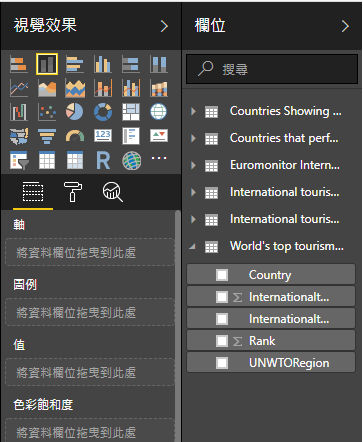 視覺效果
123
R
軸
將資料欄位拖曳到此處
圖例
將資料欄位拖曳到此處
值
將資料欄位拖曳到此處
色彩飽和度
將資料欄位拖曳到此處
欄位
搜尋
Countries Showing ...
Countries that perf...
Euromonitor Intern...
International touris...
International touris...
World's top tourism...
Country
Σ Internationalt...
Internationalt...
Σ Rank
UNWTORegion